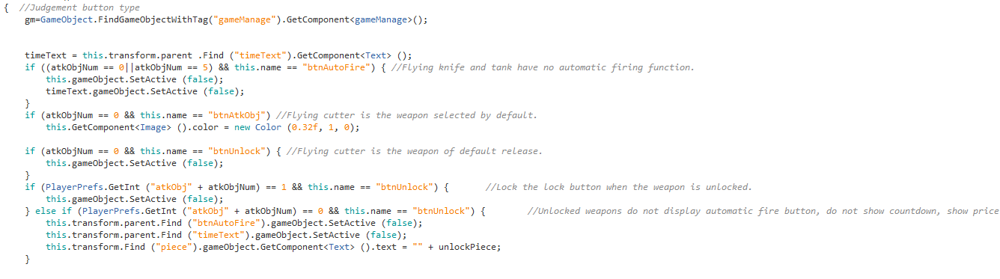 {  //Judgement button type
    gm=GameObject.FindGameObjectWithTag("gameManage").GetComponent<gameManage>();
    timeText = this.transform.parent .Find ("timeText").GetComponent<Text> ();
    if ((atkObjNum == 0||atkObjNum == 5) && this.name == "btnAutoFire") { //Flying knife and tank have no automatic firing function.
        this.gameObject.SetActive (false);
        timeText.gameObject.SetActive (false);
    }
    if (atkObjNum == 0 && this.name == "btnAtkObj") //Flying cutter is the weapon selected by default.
        this.GetComponent<Image> ().color = new Color (0.32f, 1, 0);
    if (atkObjNum == 0 && this.name == "btnUnlock") { //Flying cutter is the weapon of default release.
        this.gameObject.SetActive (false);
    }
    if (PlayerPrefs.GetInt ("atkObj" + atkObjNum) == 1 && this.name == "btnUnlock") {       //Lock the lock button when the weapon is unlocked.
        this.gameObject.SetActive (false);
    } else if (PlayerPrefs.GetInt ("atkObj" + atkObjNum) == 0 && this.name == "btnUnlock") {        //Unlocked weapons do not display automatic fire button, do not show countdown, show price
        this.transform.parent.Find ("btnAutoFire").gameObject.SetActive (false);
        this.transform.parent.Find ("timeText").gameObject.SetActive (false);
        this.transform.Find ("piece").gameObject.GetComponent<Text> ().text = "" + unlockPiece;
    }